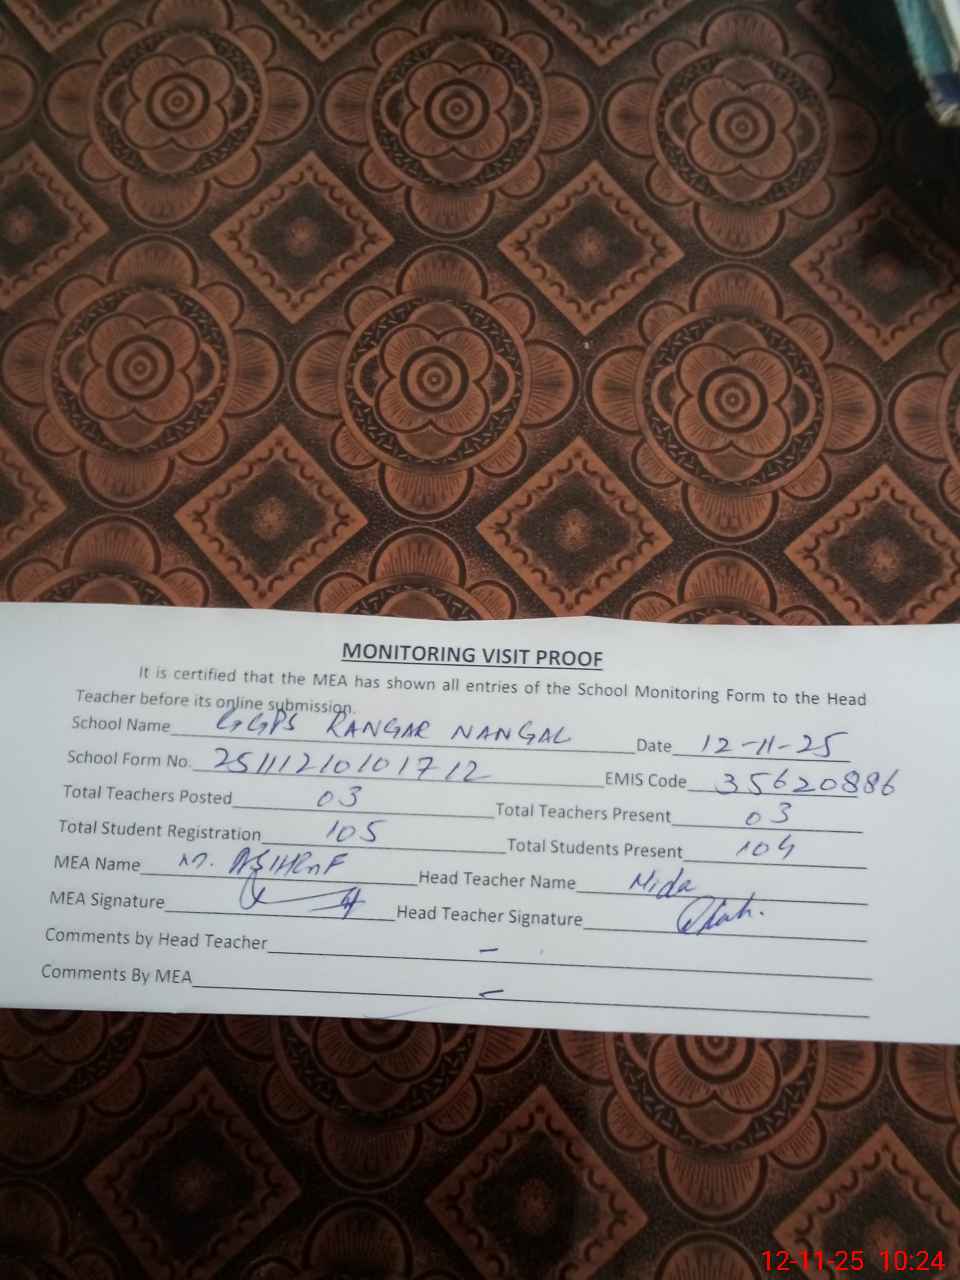 MONITORING VISIT PROOF
It is certified that the MEA has shown all entries of the School Monitoring Form to the Head
Teacher before its online submission.
School Name GGPS RANGAR NANGAL Date 12-11-25
School Form No. 25111210101712 EMIS Code 35620886
Total Teachers Posted 03 Total Teachers Present 03
Total Student Registration 105 Total Students Present 104
MEA Name M. Head Teacher Name Nida
MEA Signature Head Teacher Signature
Comments by Head Teacher -
Comments By MEA -
12-11-25 10:24